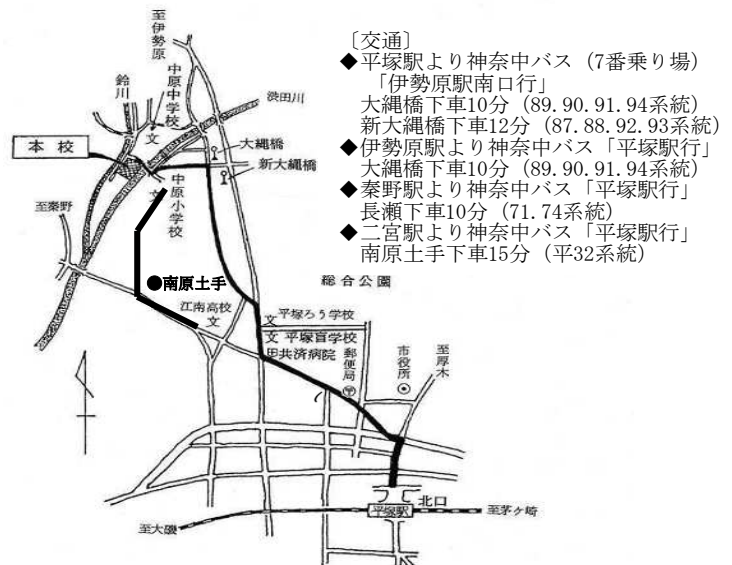 〔交通〕
◆平塚駅より神奈中バス（7番乗り場）
「伊勢原駅南口行」
大縄橋下車10分（89.90.91.94系統）
新大縄橋下車12分（87.88.92.93系統）
◆伊勢原駅より神奈中バス「平塚駅行」
大縄橋下車10分（89.90.91.94系統）
◆秦野駅より神奈中バス「平塚駅行」
長瀬下車10分（71.74系統）
◆二宮駅より神奈中バス「平塚駅行」
南原土手下車15分（平32系統）
至伊勢原
鈴川
中原中学校
文
渋田川
本校
大縄橋
新大縄橋
中原小学校
文
至秦野
●南原土手
総合公園
江南高校
文
文 平塚ろう学校
文 平塚盲学校
共済病院
郵便局
〒
市役所
至厚木
北口
平塚駅
至大磯
至茅ヶ崎